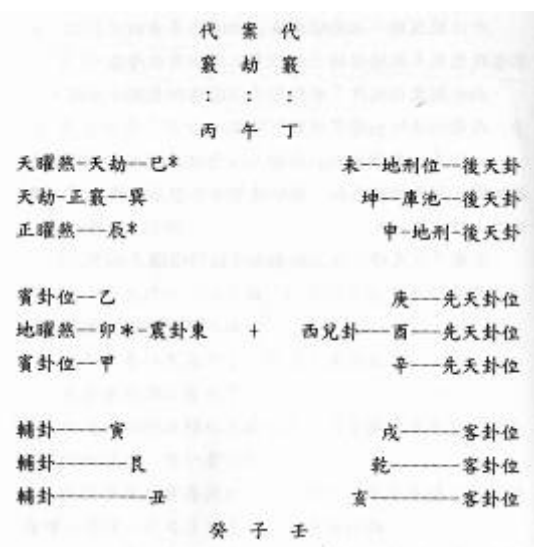 代 案 代
竅 劫 竅
: : :
丙 午 丁
天曜煞-天劫--巳* 未--地刑位--後天卦
天劫-正竅--巽 坤--庫池--後天卦
正曜煞---辰* 申-地刑-後天卦
賓卦位--乙 庚---先天卦位
地曜煞--卯*-震卦東 + 西兌卦--酉---先天卦位
賓卦位--甲 辛---先天卦位
輔卦------寅 戌-------客卦位
輔卦-------艮 乾-------客卦位
輔卦-------丑 亥-------客卦位
癸 子 壬